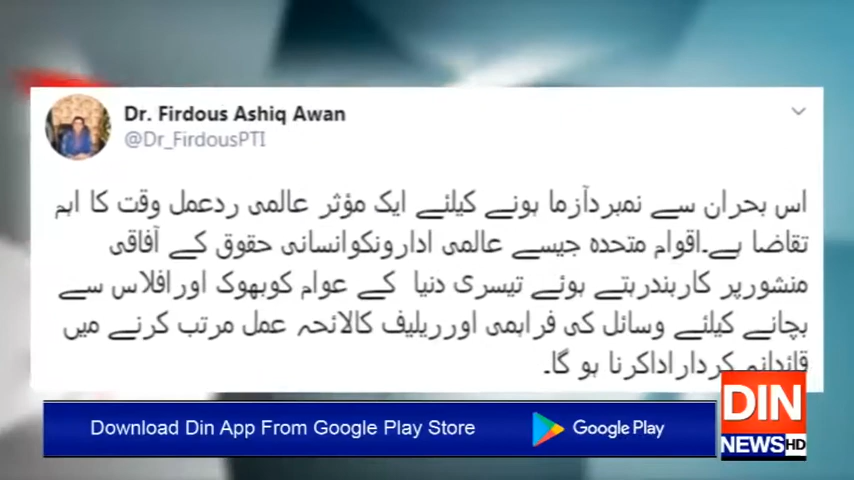 Dr. Firdous Ashiq Awan
@Dr_FirdousPTI
اس بحران سے نمبردآزما ہونے کیلئے ایک مؤثر عالمی ردعمل وقت کا اہم
تقاضا ہے۔اقوام متحدہ جیسے عالمی ادارونکوانسانی حقوق کے آفاقی
منشورپر کاربندرہتے ہوئے تیسری دنیا کے عوام کوبھوک اورافلاس سے
بچانے کیلئے وسائل کی فراہمی اورریلیف کالائحہ عمل مرتب کرنے میں
قائدانہ کرداراداکرنا ہو گا۔
Download Din App From Google Play Store
Google Play
DIN
NEWS HD